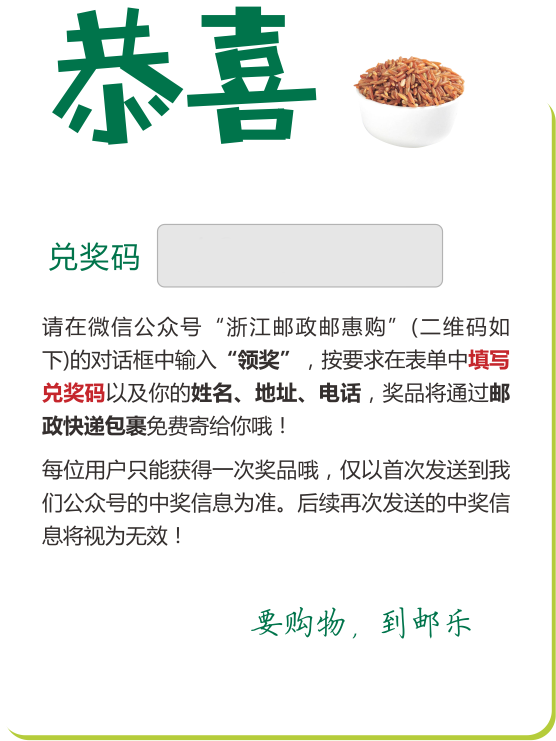 恭喜
兑奖码
请在微信公众号“浙江邮政邮惠购”(二维码如
下)的对话框中输入“领奖”，按要求在表单中填写
兑奖码以及你的姓名、地址、电话，奖品将通过邮
政快递包裹免费寄给你哦！
每位用户只能获得一次奖品哦，仅以首次发送到我
们公众号的中奖信息为准。后续再次发送的中奖信
息将视为无效！
要购物，到邮乐